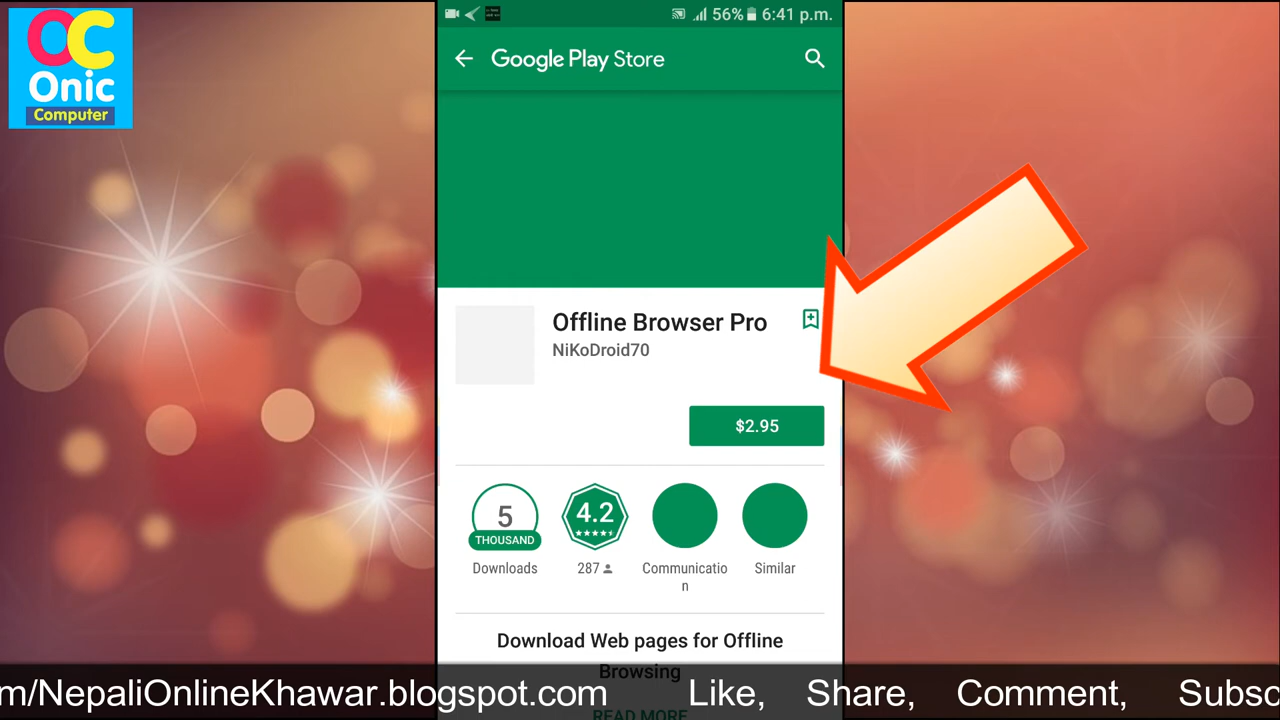 OC
Onic
Computer
56% 6:41 p.m.
Google Play Store
Offline Browser Pro
NiKoDroid70
$2.95
5
THOUSAND
Downloads
4.2
287
Communicatio
n
Similar
Download Web pages for Offline
Browsing
READ MORE
m/NepaliOnlineKhawar.blogspot.com Like, Share, Comment, Subsc